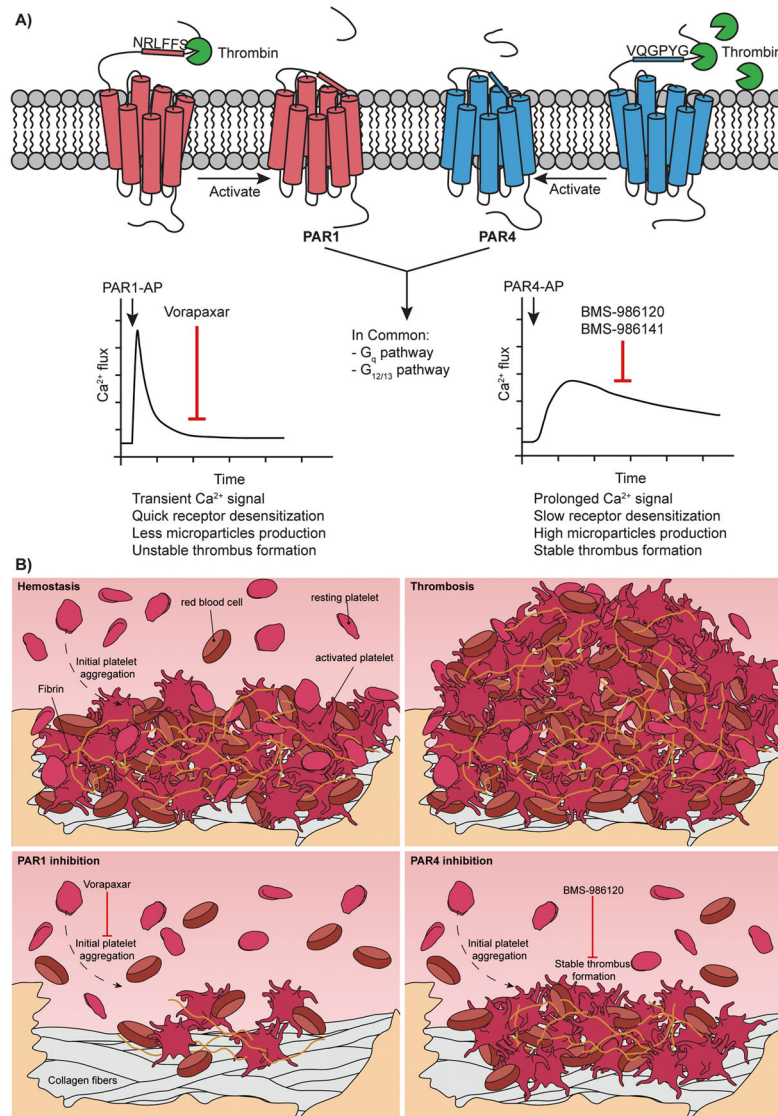 A)
NRLFFS
Thrombin
VQGPYG
Thrombin
Activate
Activate
PAR1
PAR4
PAR1-AP
Vorapaxar
Ca²⁺ flux
Time
In Common:
- Gq pathway
- G12/13 pathway
PAR4-AP
BMS-986120
BMS-986141
Ca²⁺ flux
Time
Transient Ca²⁺ signal
Quick receptor desensitization
Less microparticles production
Unstable thrombus formation
Prolonged Ca²⁺ signal
Slow receptor desensitization
High microparticles production
Stable thrombus formation
B)
Hemostasis
red blood cell
resting platelet
Initial platelet
aggregation
activated platelet
Fibrin
Thrombosis
PAR1 inhibition
Vorapaxar
Initial platelet
aggregation
Collagen fibers
PAR4 inhibition
BMS-986120
Initial platelet
aggregation
Stable thrombus
formation